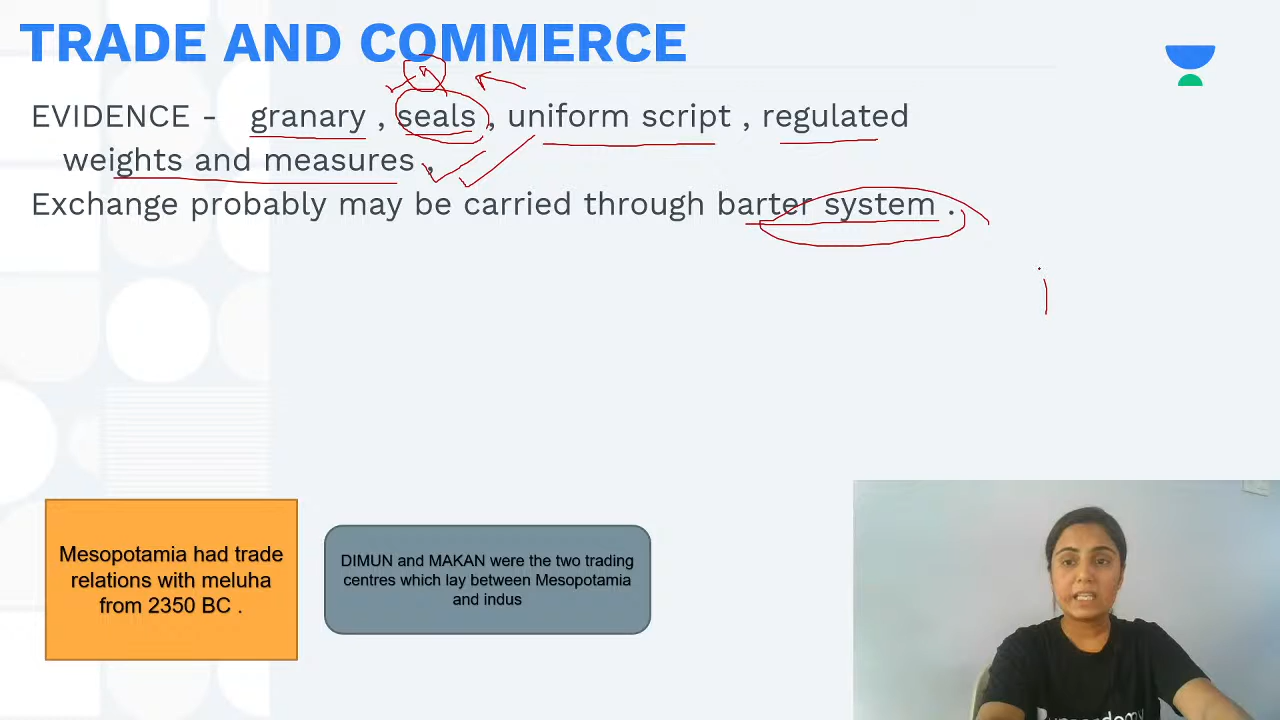 TRADE AND COMMERCE
EVIDENCE - granary , seals , uniform script , regulated
weights and measures ,
Exchange probably may be carried through barter system .
Mesopotamia had trade
relations with meluha
from 2350 BC .
DIMUN and MAKAN were the two trading
centres which lay between Mesopotamia
and indus